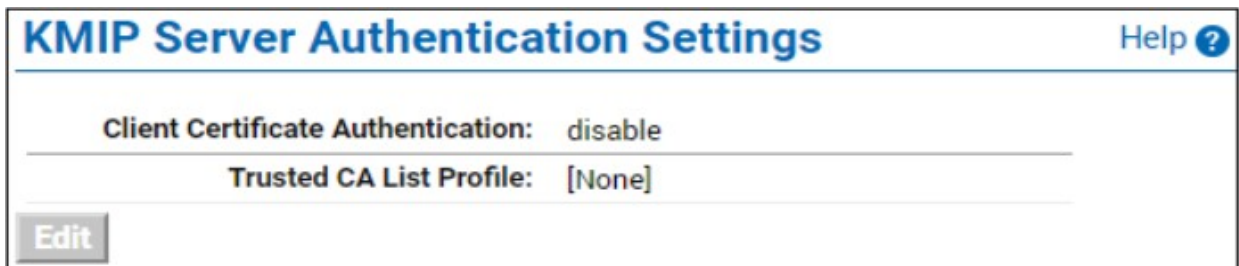 KMIP Server Authentication Settings Help ?
Client Certificate Authentication: disable
Trusted CA List Profile: [None]
Edit